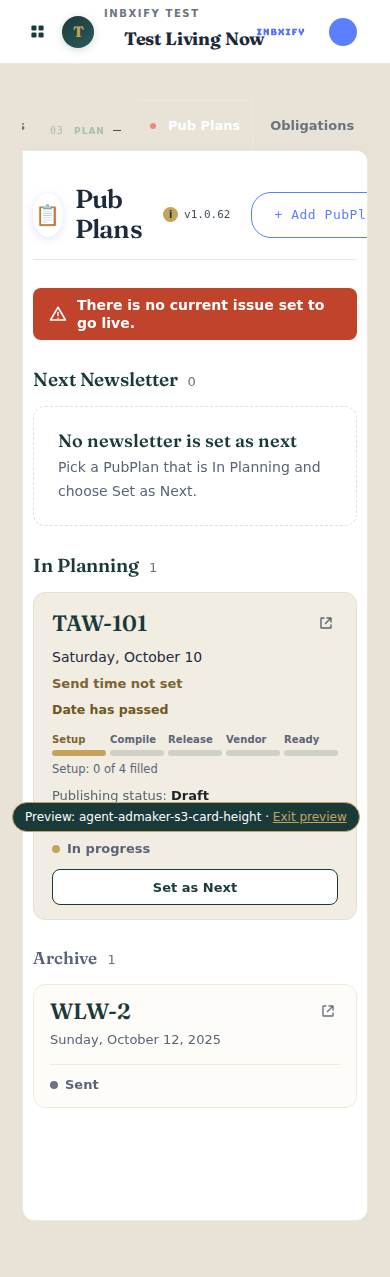 INBXIFY TEST
T
Test Living Now
INBXIFY
03 PLAN —
Pub Plans
Obligations
Pub Plans
i
v1.0.62
+ Add PubPl
There is no current issue set to
go live.
Next Newsletter 0
No newsletter is set as next
Pick a PubPlan that is In Planning and
choose Set as Next.
In Planning 1
TAW-101
Saturday, October 10
Send time not set
Date has passed
Setup Compile Release Vendor Ready
Setup: 0 of 4 filled
Publishing status: Draft
Preview: agent-admaker-s3-card-height · Exit preview
In progress
Set as Next
Archive 1
WLW-2
Sunday, October 12, 2025
Sent